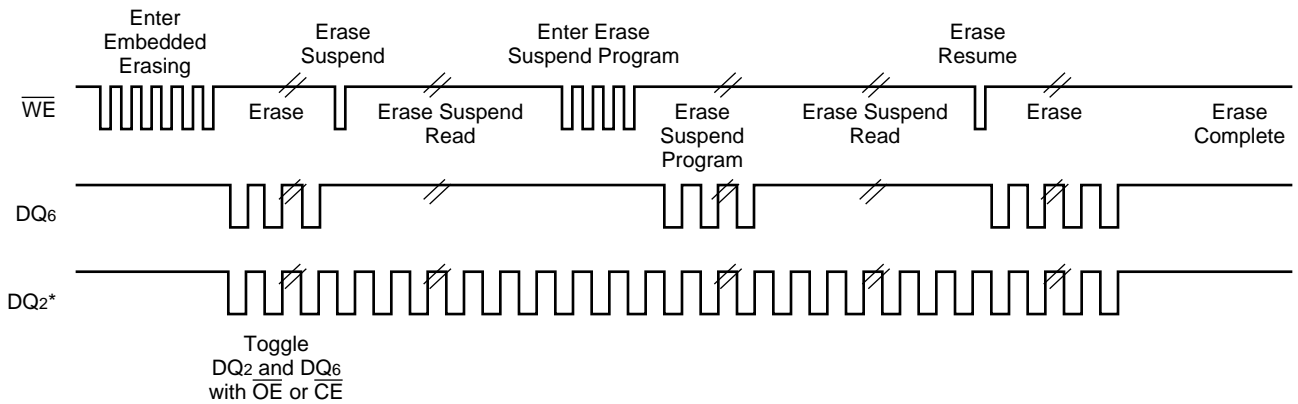 Enter
Embedded
Erasing
Erase
Suspend
Enter Erase
Suspend Program
Erase
Resume
WE
Erase
Erase Suspend
Read
Erase
Suspend
Program
Erase Suspend
Read
Erase
Erase
Complete
DQ6
DQ2*
Toggle
DQ2 and DQ6
with OE or CE